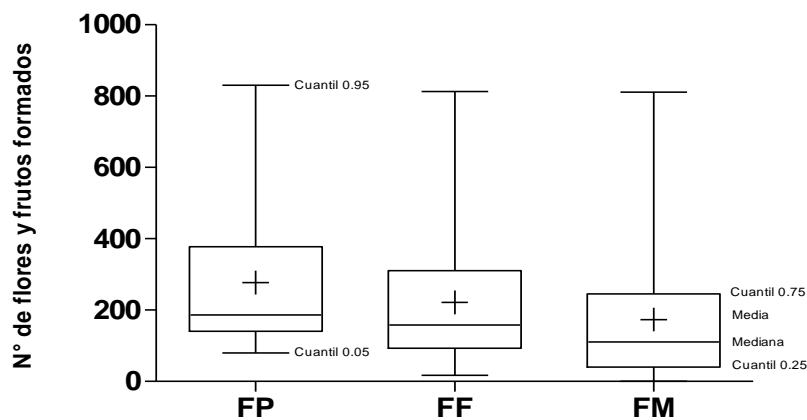 N° de flores y frutos formados
1000
800
600
400
200
0
Cuantil 0.95
Cuantil 0.05
Cuantil 0.75
Media
Mediana
Cuantil 0.25
FP
FF
FM